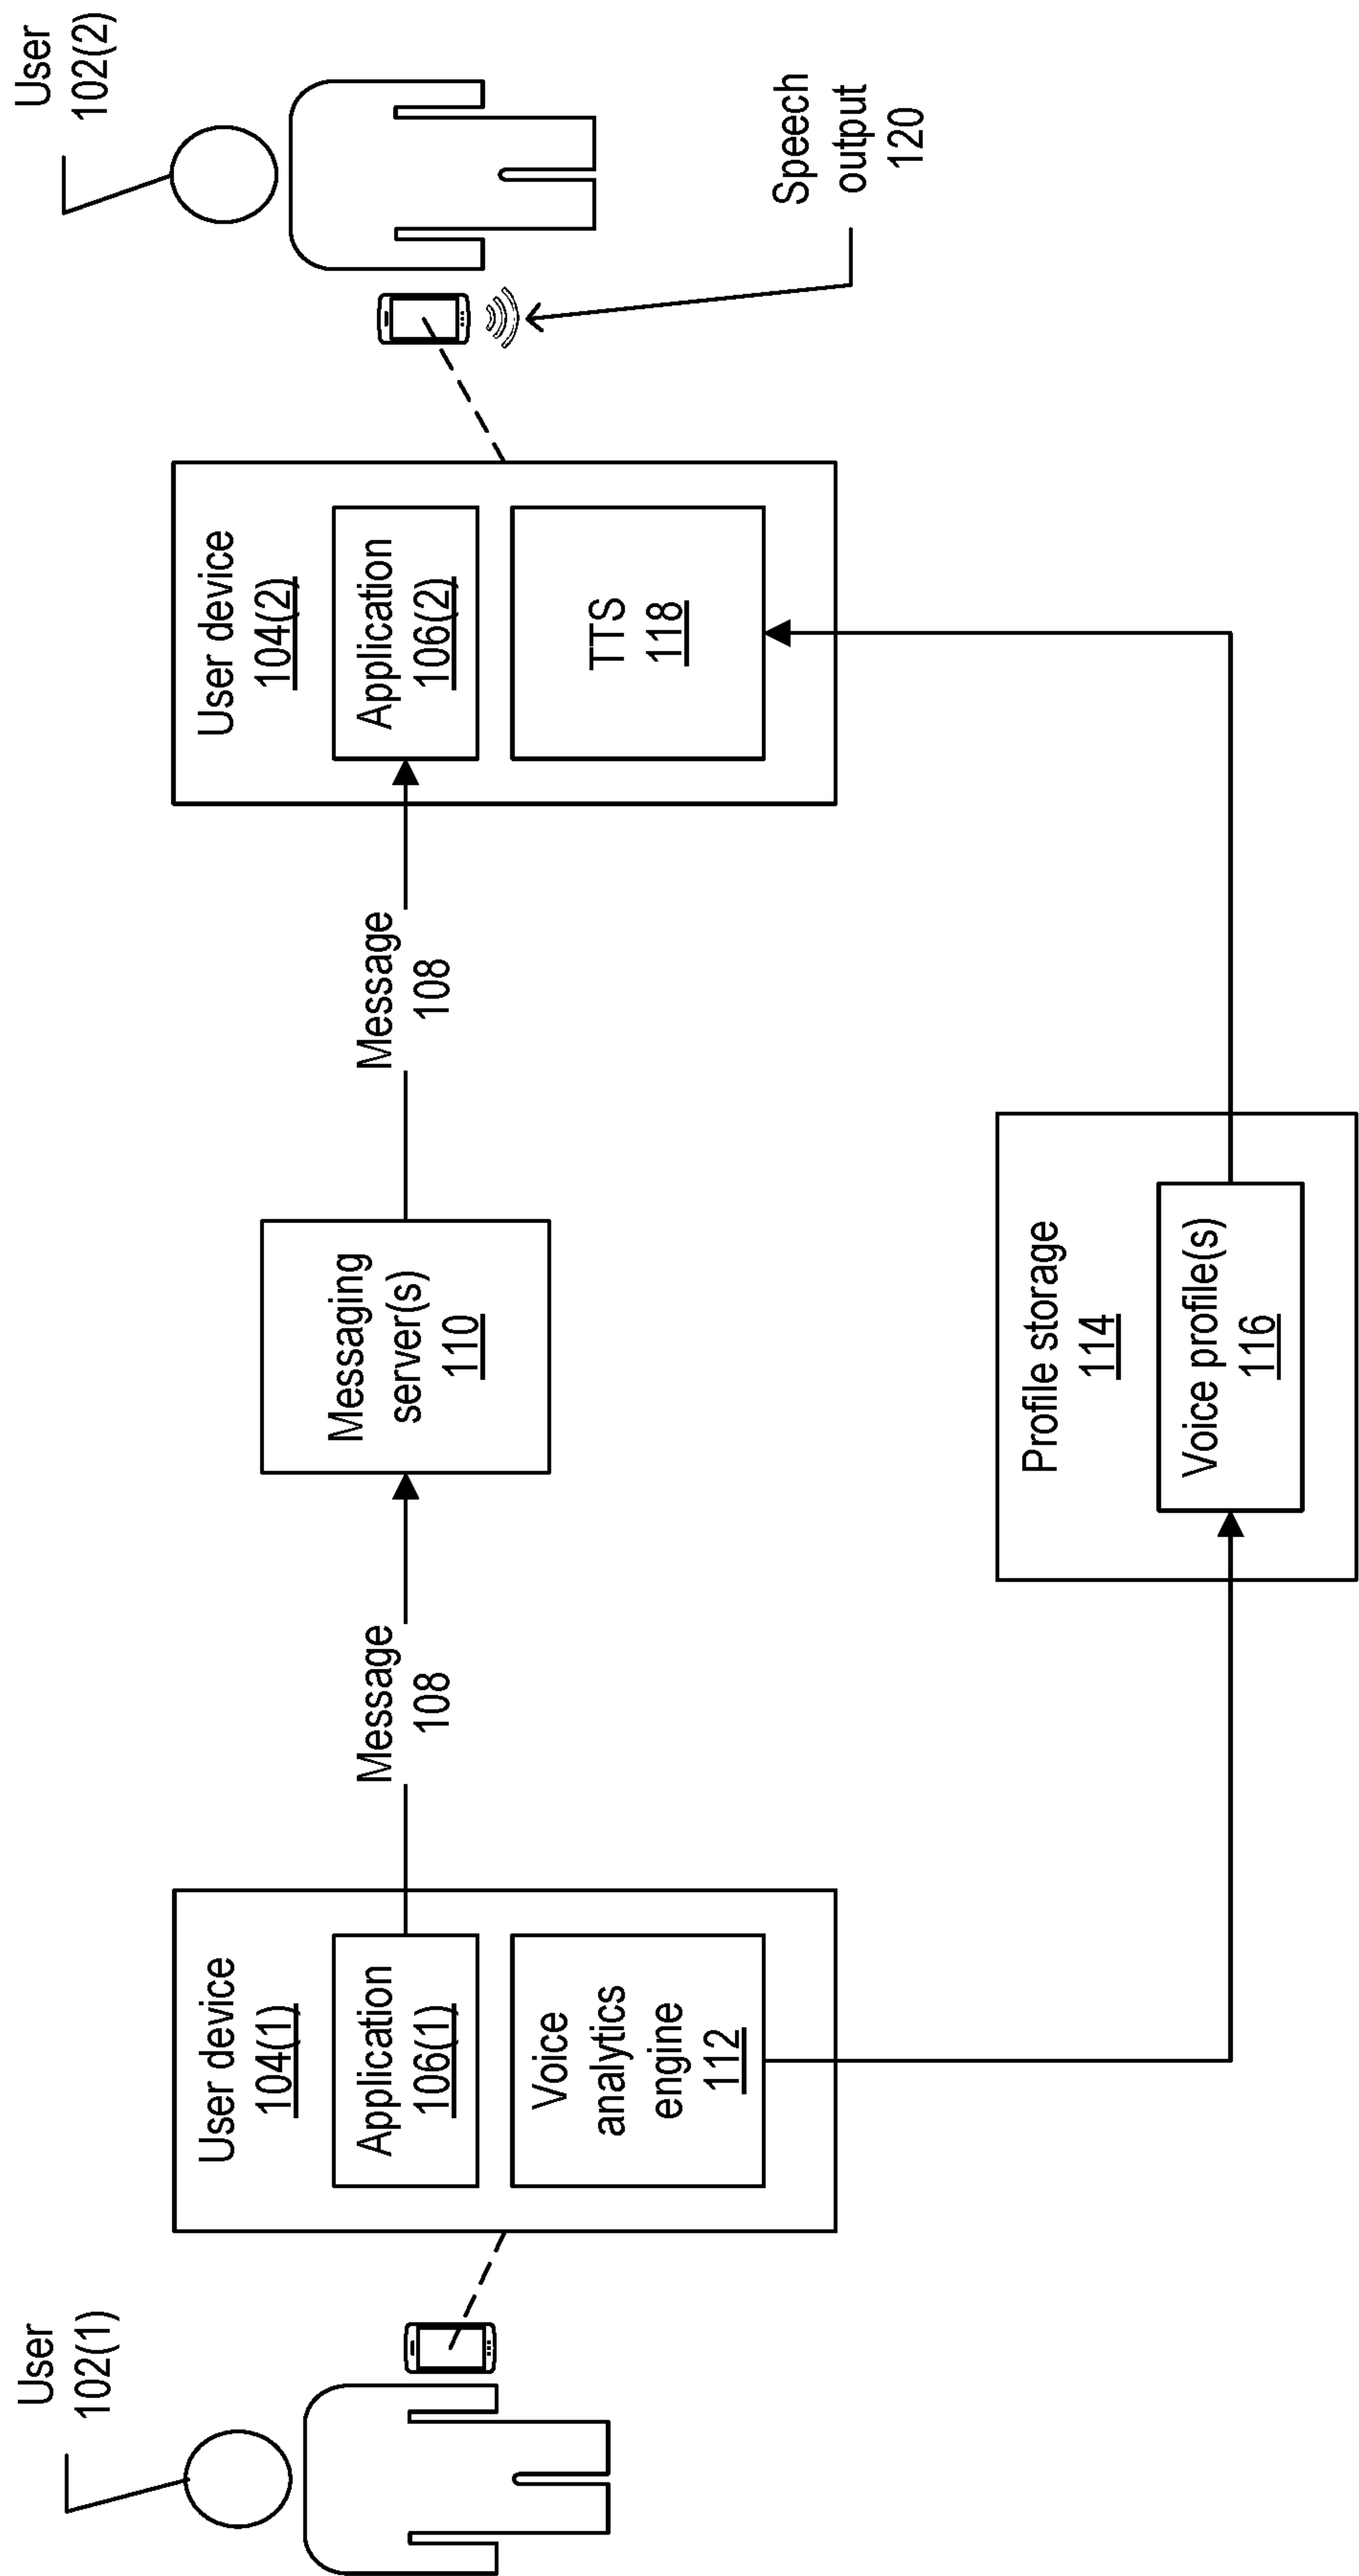 User
102(1)
User
102(2)
User device
104(1)
Application
106(1)
Voice
analytics
engine
112
Message
108
Messaging
server(s)
110
Message
108
User device
104(2)
Application
106(2)
TTS
118
Speech
output
120
Profile storage
114
Voice profile(s)
116